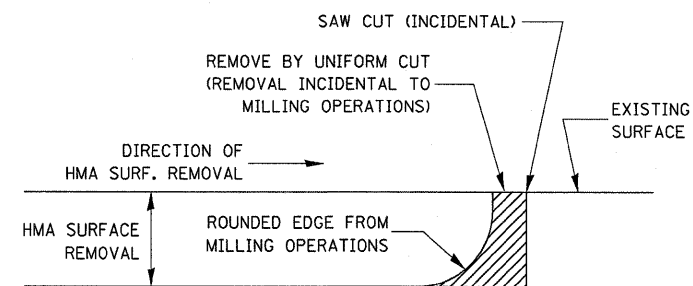 SAW CUT (INCIDENTAL)
REMOVE BY UNIFORM CUT
(REMOVAL INCIDENTAL TO
MILLING OPERATIONS)
EXISTING
SURFACE
DIRECTION OF
HMA SURF. REMOVAL
HMA SURFACE
REMOVAL
ROUNDED EDGE FROM
MILLING OPERATIONS